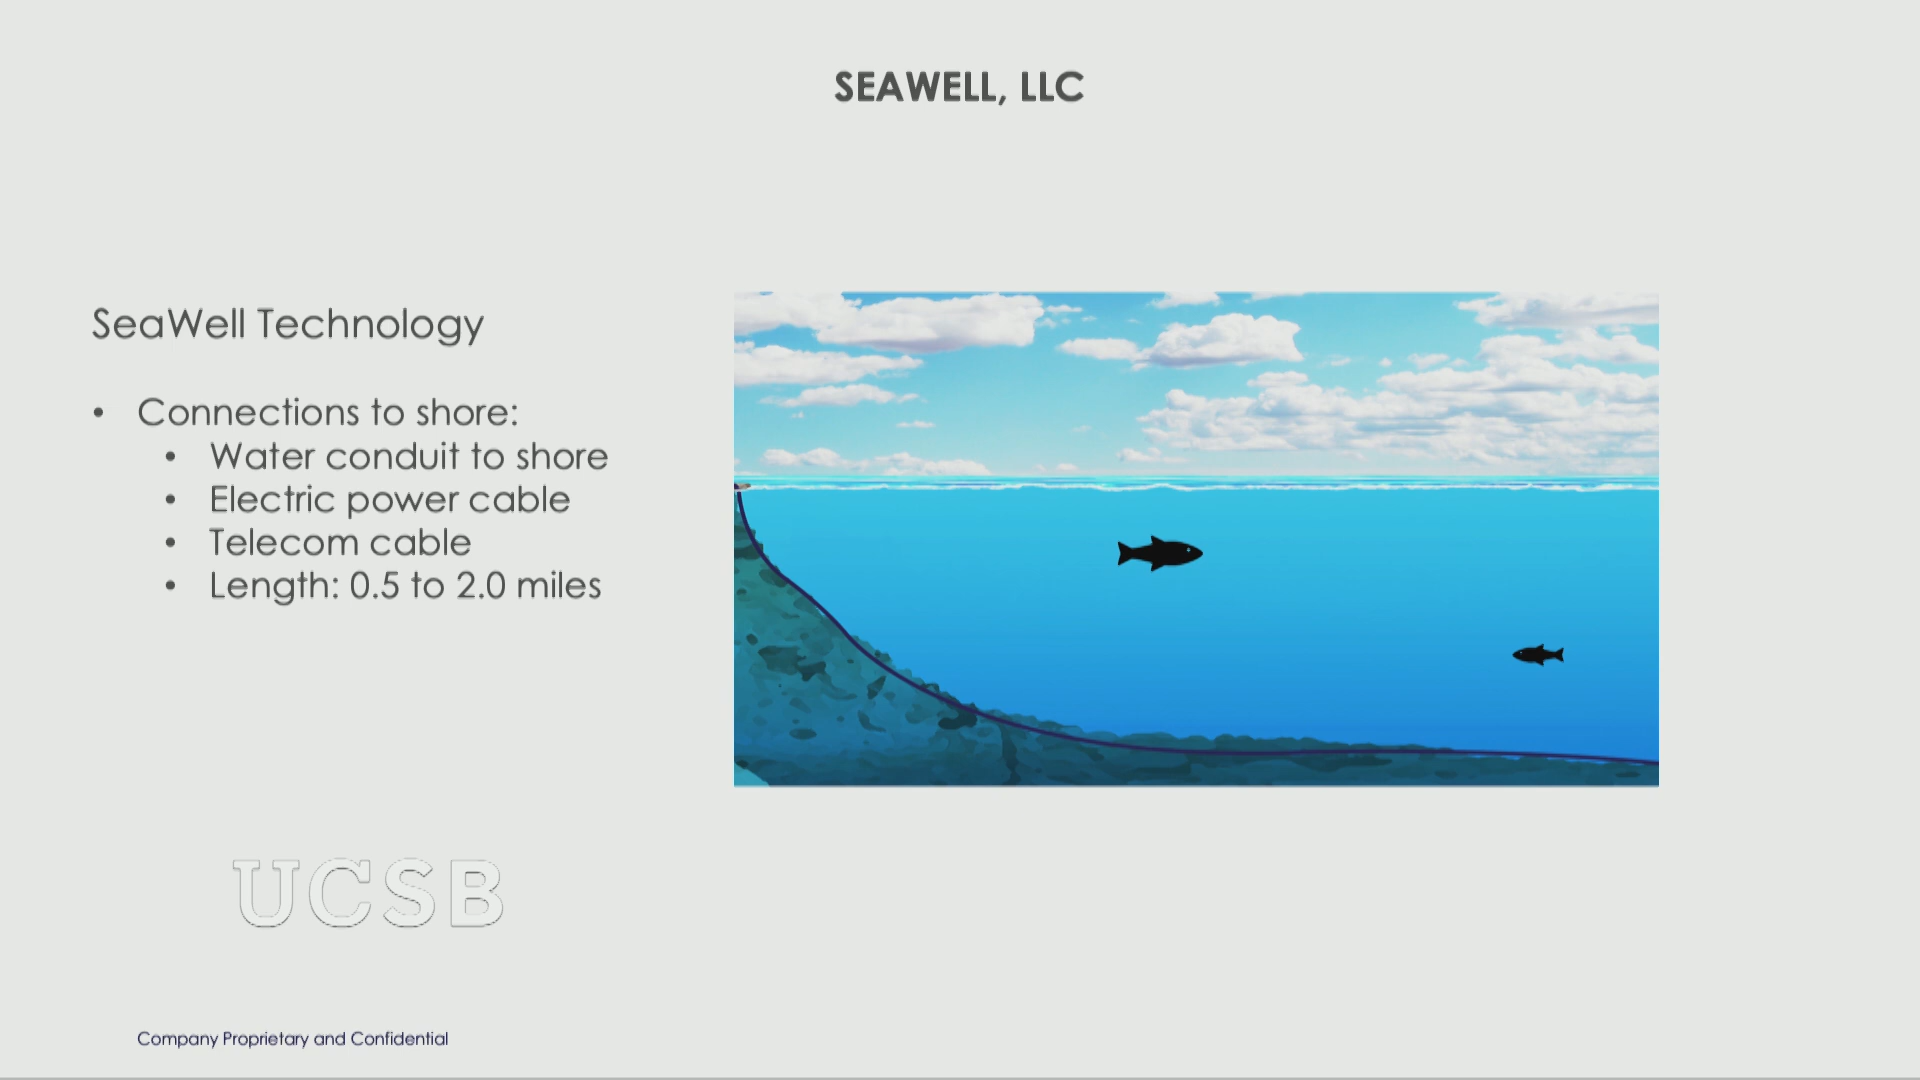 SEAWELL, LLC
SeaWell Technology
• Connections to shore:
• Water conduit to shore
• Electric power cable
• Telecom cable
• Length: 0.5 to 2.0 miles
UCSB
Company Proprietary and Confidential